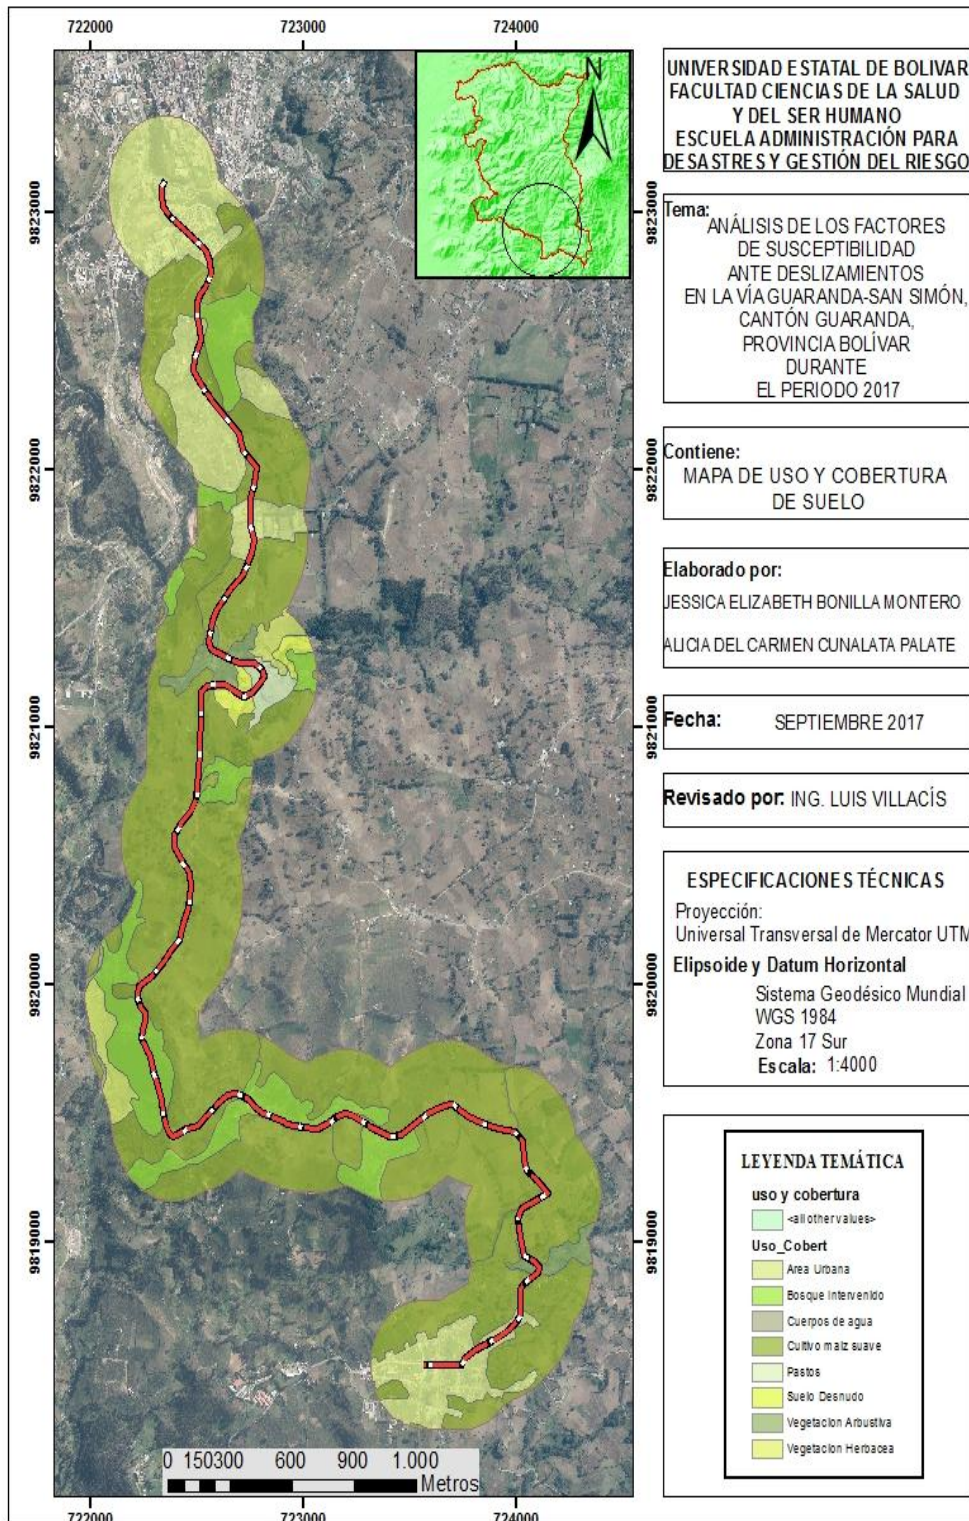 722000 723000 724000
N
9823000
9822000
9821000
9820000
9819000
9823000
9822000
9821000
9820000
9819000
0 150300 600 900 1.000
Metros
722000 723000 724000
UNIVERSIDAD ESTATAL DE BOLIVAR
FACULTAD CIENCIAS DE LA SALUD
Y DEL SER HUMANO
ESCUELA ADMINISTRACIÓN PARA
DESASTRES Y GESTIÓN DEL RIESGO
Tema:
ANÁLISIS DE LOS FACTORES
DE SUSCEPTIBILIDAD
ANTE DESLIZAMIENTOS
EN LA VÍA GUARANDA-SAN SIMÓN,
CANTÓN GUARANDA,
PROVINCIA BOLÍVAR
DURANTE
EL PERIODO 2017
Contiene:
MAPA DE USO Y COBERTURA
DE SUELO
Elaborado por:
JESSICA ELIZABETH BONILLA MONTERO
ALICIA DEL CARMEN CUNALATA PALATE
Fecha: SEPTIEMBRE 2017
Revisado por: ING. LUIS VILLACÍS
ESPECIFICACIONES TÉCNICAS
Proyección:
Universal Transversal de Mercator UTM
Elipsoide y Datum Horizontal
Sistema Geodésico Mundial
WGS 1984
Zona 17 Sur
Escala: 1:4000
LEYENDA TEMÁTICA
uso y cobertura
<all other values>
Uso_Cobert
Area Urbana
Bosque Intervenido
Cuerpos de agua
Cultivo maiz suave
Pastos
Suelo Desnudo
Vegetacion Arbustiva
Vegetacion Herbacea